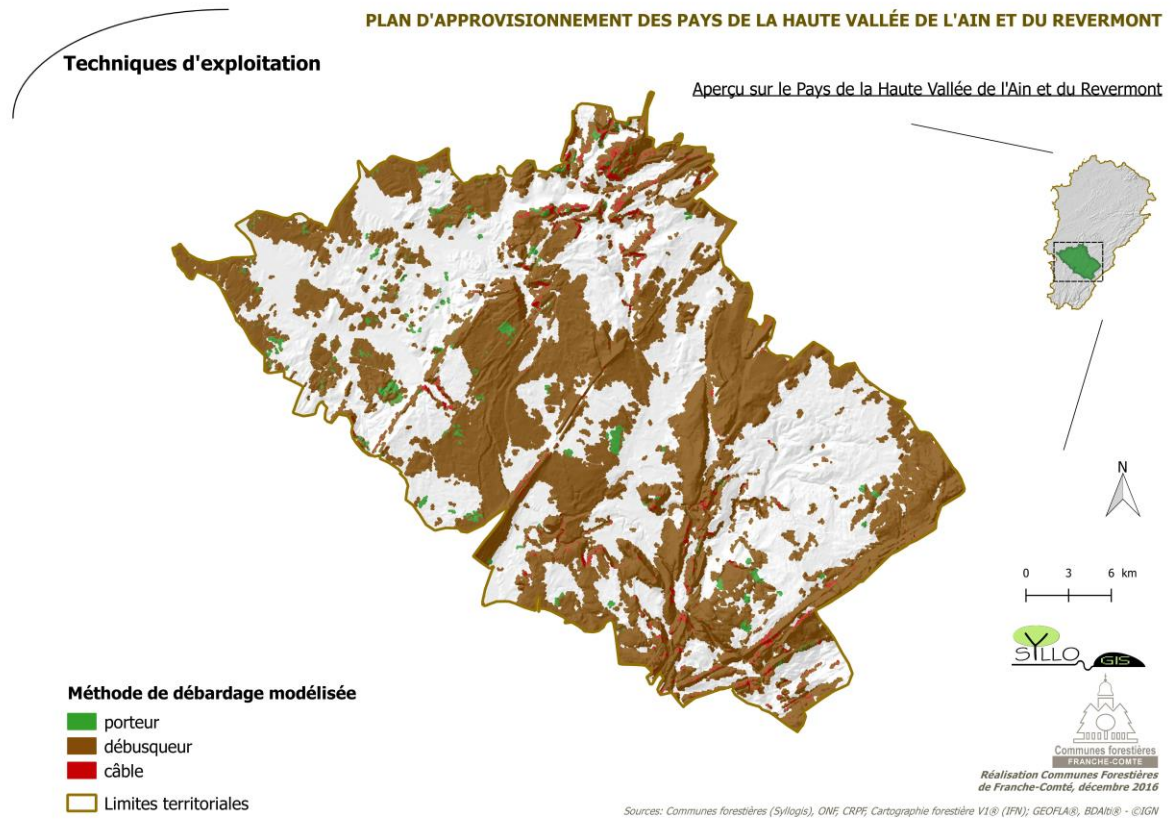 PLAN D'APPROVISIONNEMENT DES PAYS DE LA HAUTE VALLÉE DE L'AIN ET DU REVERMONT
Techniques d'exploitation
Aperçu sur le Pays de la Haute Vallée de l'Ain et du Revermont
N
0 3 6 km
SYLLO GIS
Méthode de débardage modélisée
porteur
débusqueur
câble
Limites territoriales
Communes forestières
FRANCHE-COMTE
Réalisation Communes Forestières
de Franche-Comté, décembre 2016
Sources: Communes forestières (Syllogis), ONF, CRPF, Cartographie forestière V1® (IFN); GEOFLA®, BDAlti® - ©IGN